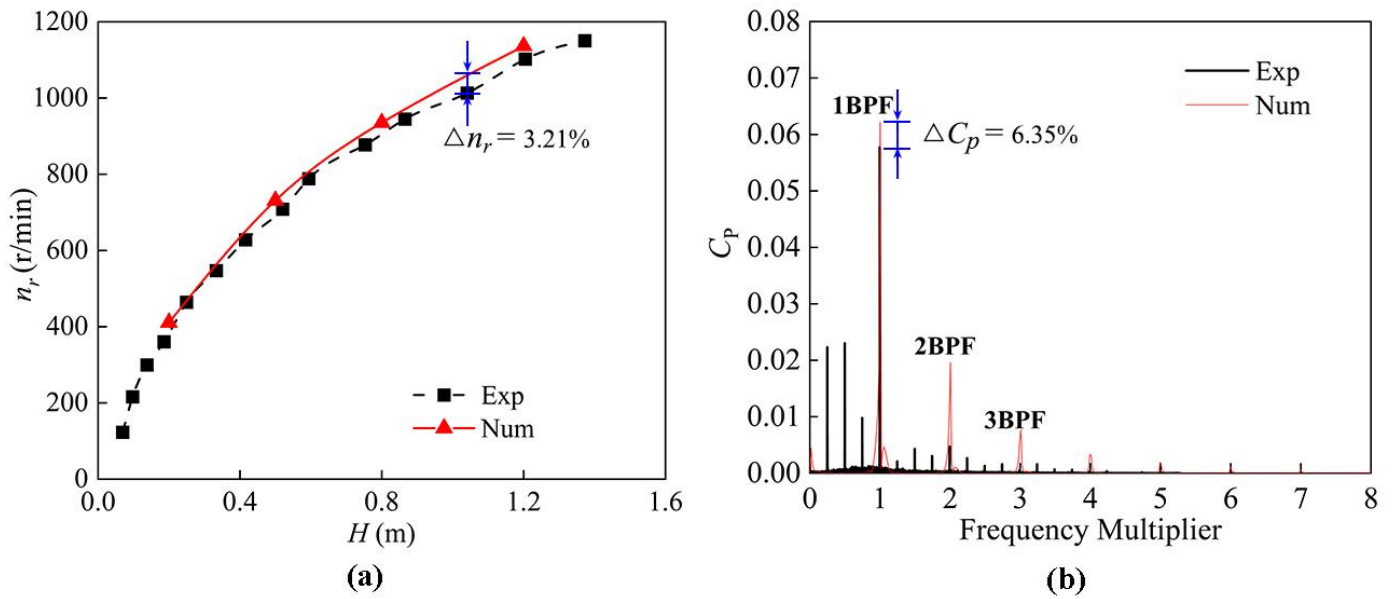 1200
1000
800
600
400
200
0
n_r (r/min)
0.0 0.4 0.8 1.2 1.6
H (m)
△n_r = 3.21%
Exp
Num
(a)
0.08
0.07
0.06
0.05
0.04
0.03
0.02
0.01
0.00
C_P
0 1 2 3 4 5 6 7 8
Frequency Multiplier
Exp
Num
1BPF
△C_p = 6.35%
2BPF
3BPF
(b)